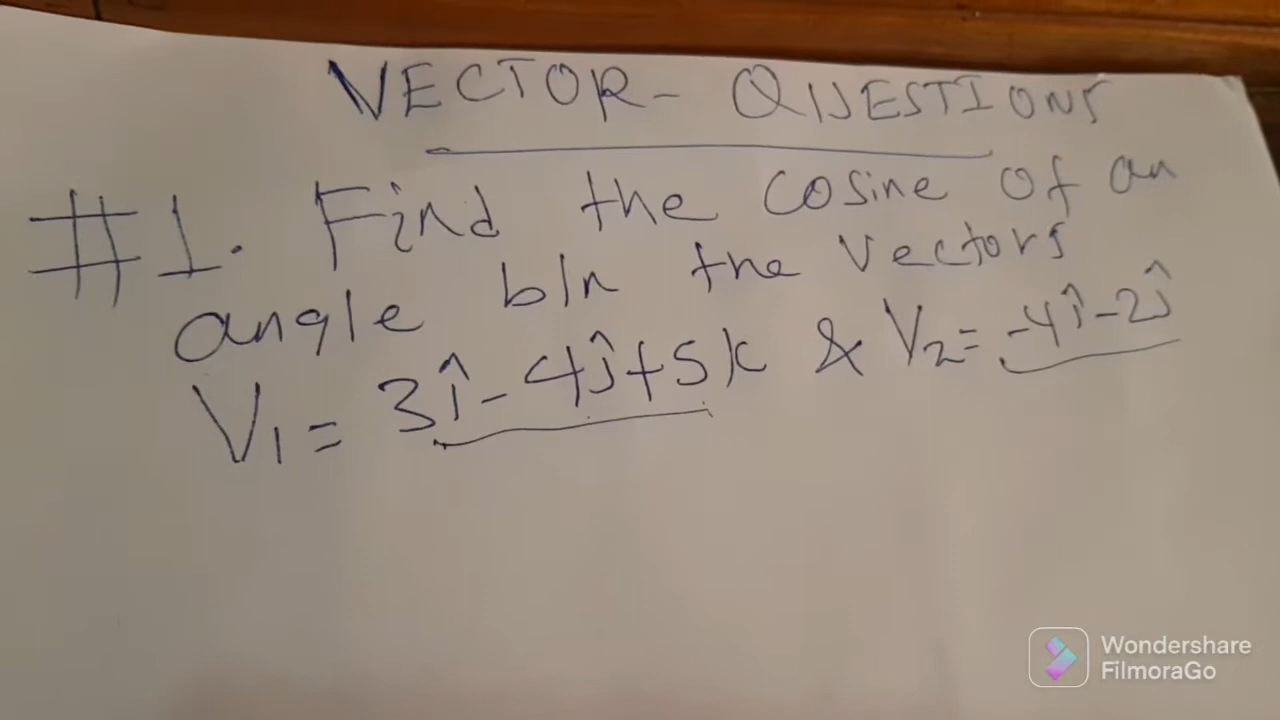 VECTOR- QUESTIONS
#1. Find the cosine of an
angle b/n the vectors
V₁ = 3î - 4ĵ + 5k & V₂ = -4î - 2ĵ
Wondershare
FilmoraGo